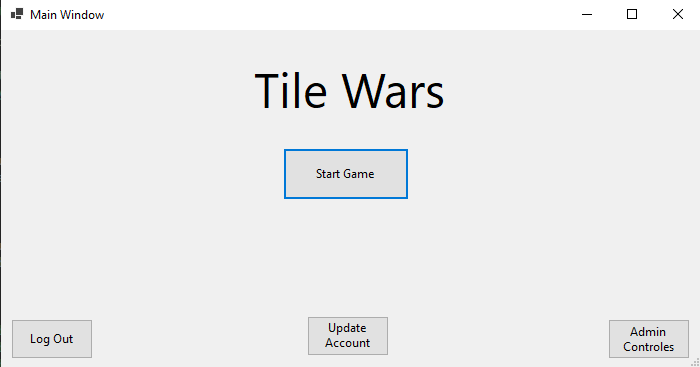 Main Window
Tile Wars
Start Game
Log Out
Update
Account
Admin
Controles